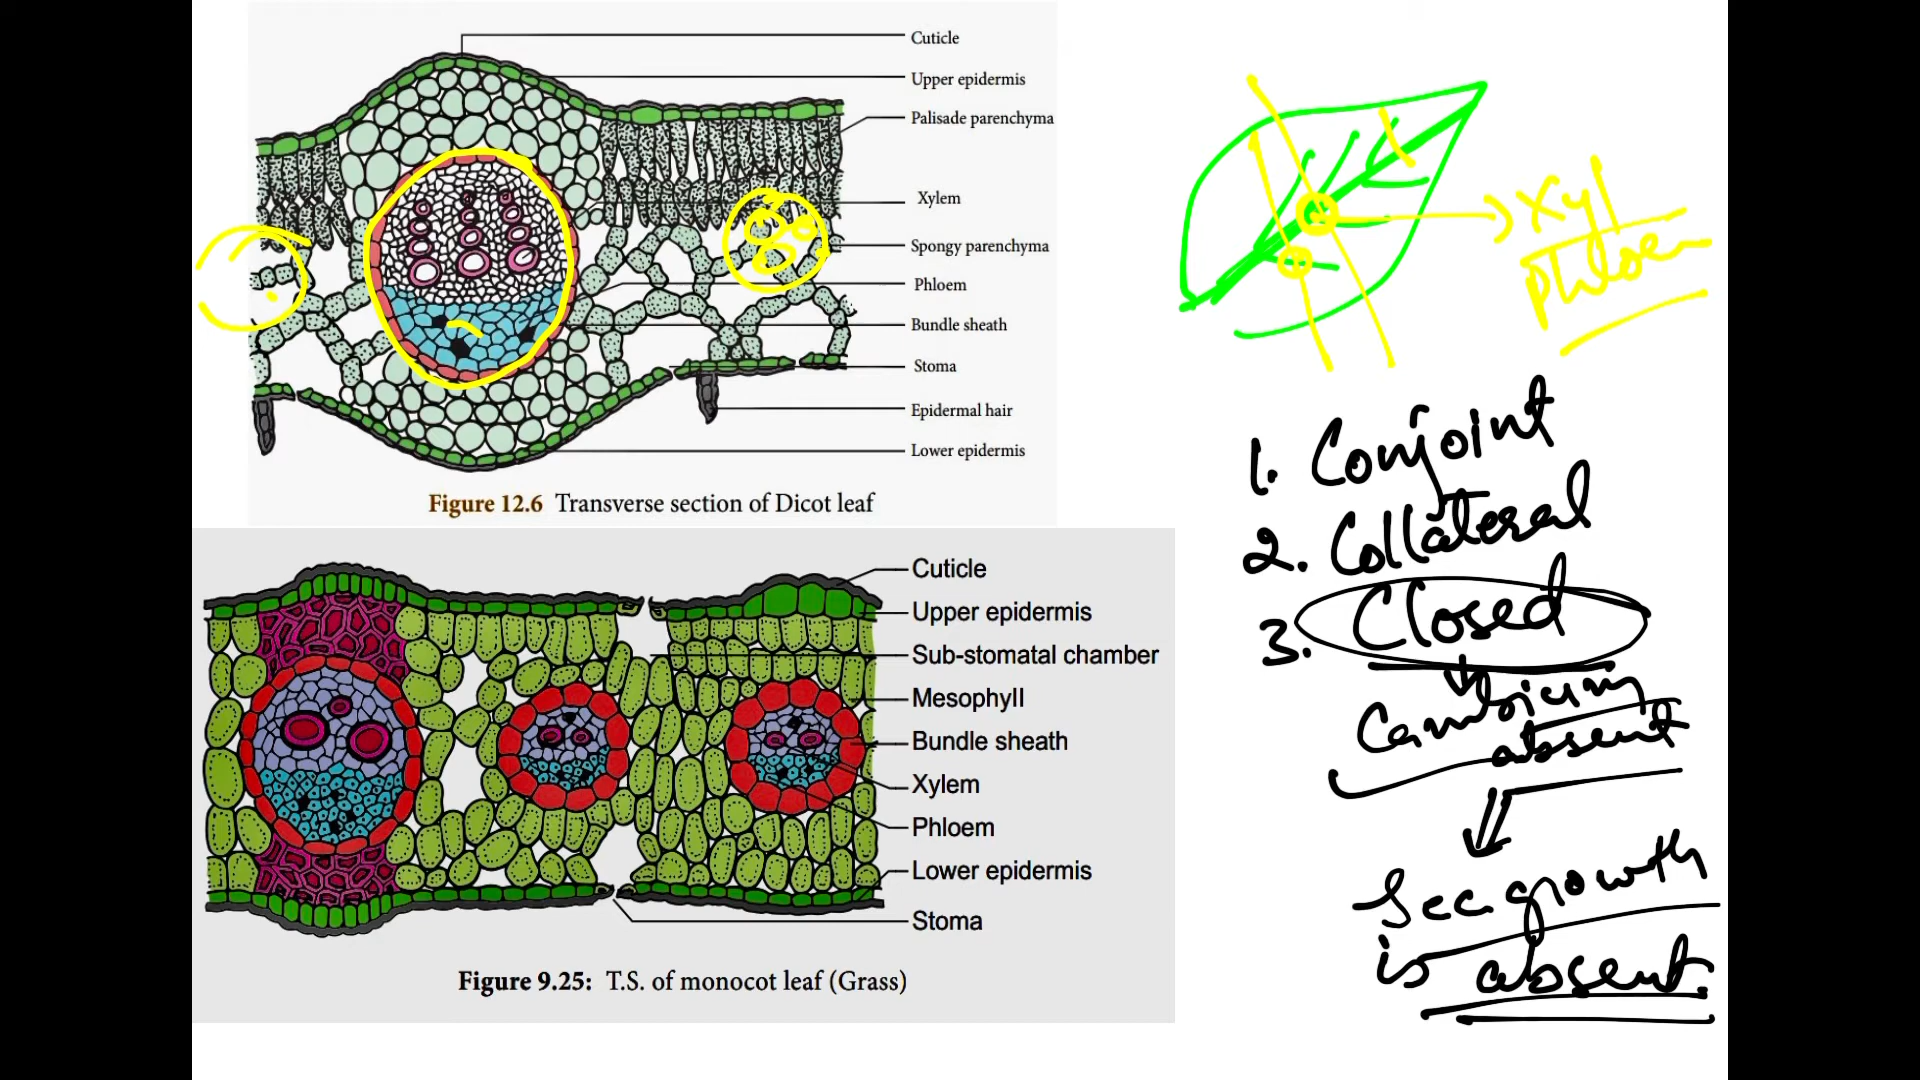 Cuticle
Upper epidermis
Palisade parenchyma
Xylem
Spongy parenchyma
Phloem
Bundle sheath
Stoma
Epidermal hair
Lower epidermis
Figure 12.6 Transverse section of Dicot leaf
Cuticle
Upper epidermis
Sub-stomatal chamber
Mesophyll
Bundle sheath
Xylem
Phloem
Lower epidermis
Stoma
Figure 9.25: T.S. of monocot leaf (Grass)
Xyl
Phloem
1. Conjoint
2. Collateral
3. Closed
Cambium
absent
Sec. growth
is absent.